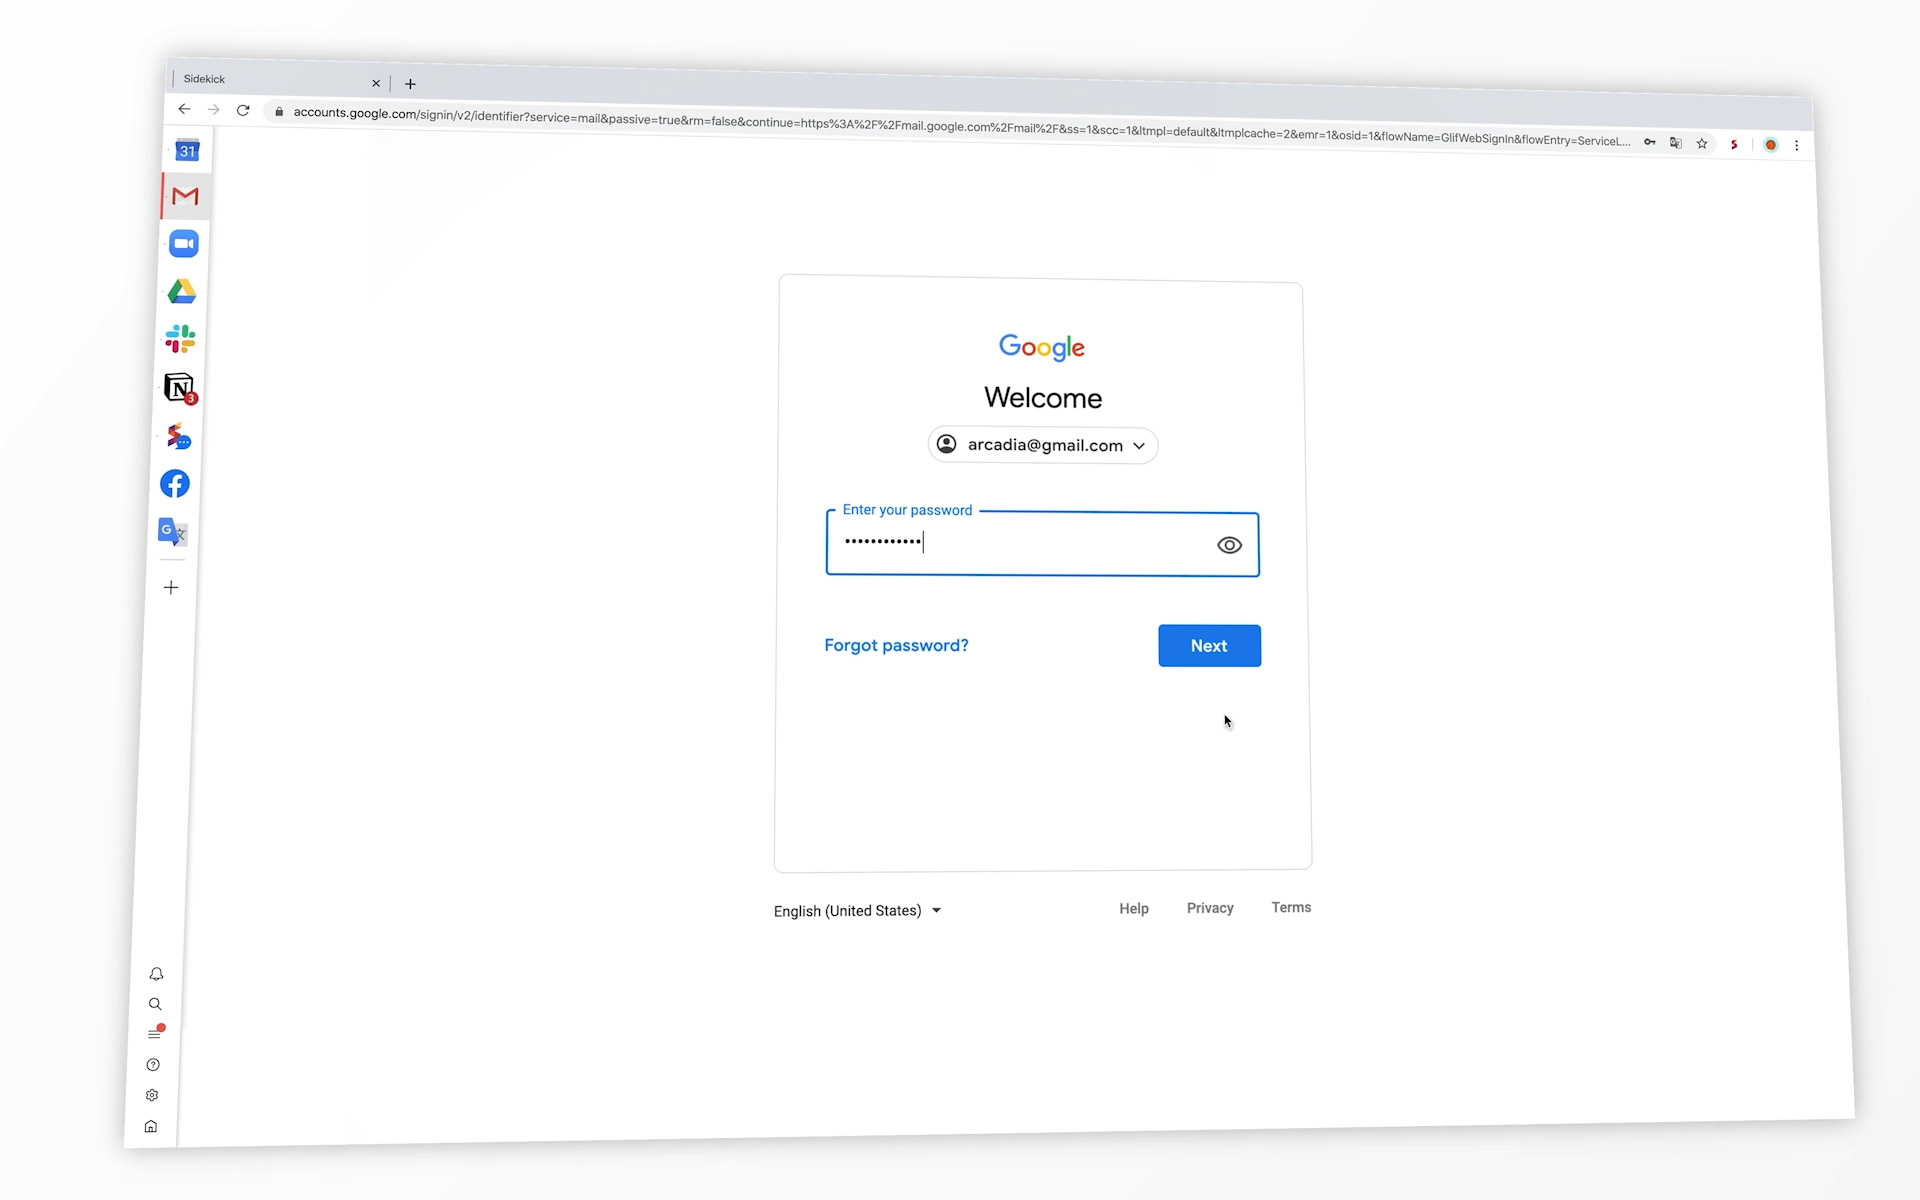 Sidekick
accounts.google.com/signin/v2/identifier?service=mail&passive=true&rm=false&continue=https%3A%2F%2Fmail.google.com%2Fmail%2F&ss=1&scc=1&ltmpl=default&ltmplcache=2&emr=1&osid=1&flowName=GlifWebSignIn&flowEntry=ServiceL...
31
N
3
G
Google
Welcome
arcadia@gmail.com
Enter your password
••••••••••••
Forgot password?
Next
English (United States)
Help
Privacy
Terms